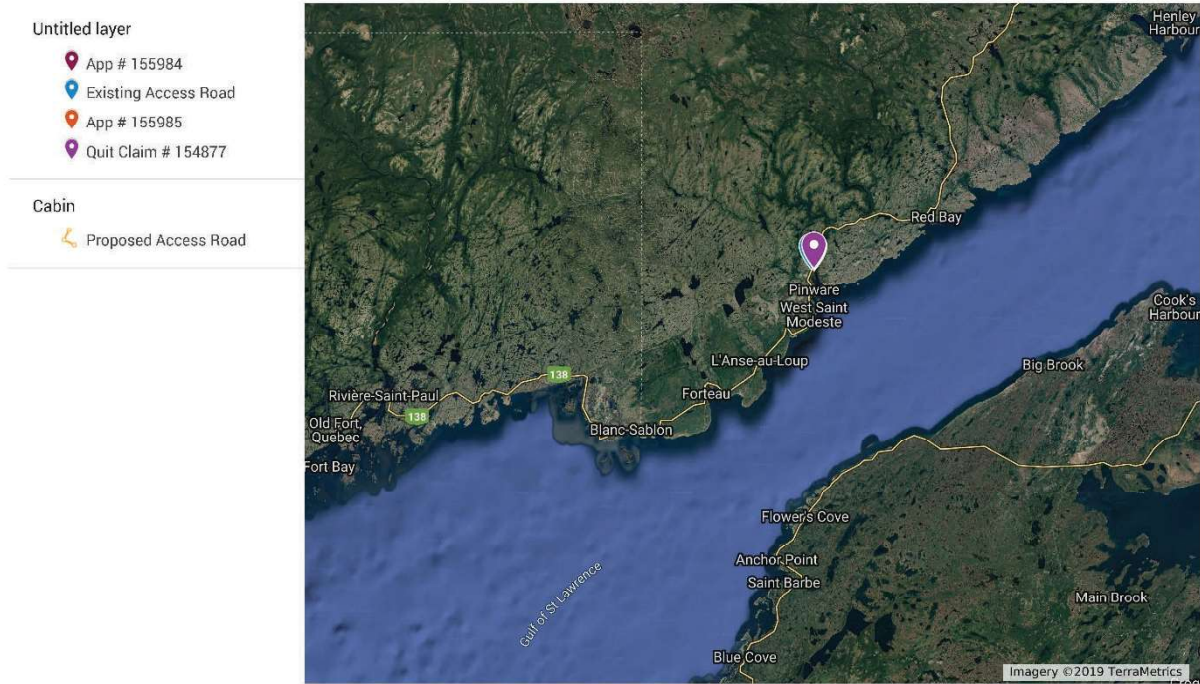 Untitled layer
App # 155984
Existing Access Road
App # 155985
Quit Claim # 154877
Cabin
Proposed Access Road
Henley
Harbour
Red Bay
Pinware
West Saint
Modeste
Cook's
Harbour
L'Anse-au-Loup
Big Brook
138
Forteau
Rivière-Saint-Paul
138
Old Fort,
Quebec
Blanc-Sablon
Fort Bay
Flower's Cove
Anchor Point
Saint Barbe
Gulf of St Lawrence
Main Brook
Blue Cove
Imagery ©2019 TerraMetrics